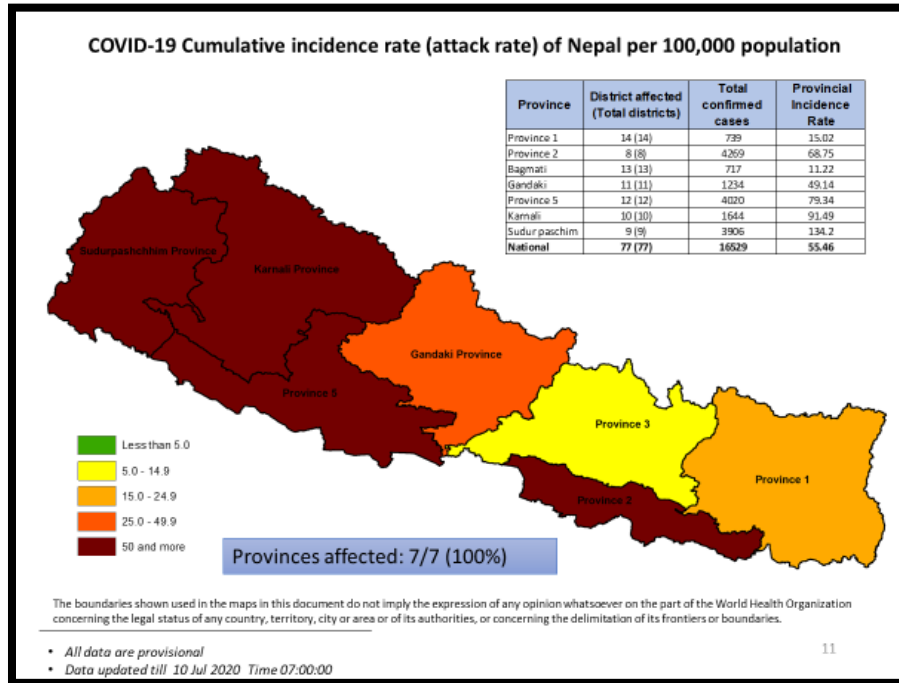 COVID-19 Cumulative incidence rate (attack rate) of Nepal per 100,000 population
Province District affected (Total districts) Total confirmed cases Provincial Incidence Rate
Province 1 14 (14) 739 15.02
Province 2 8 (8) 4269 68.75
Bagmati 13 (13) 717 11.22
Gandaki 11 (11) 1234 49.14
Province 5 12 (12) 4020 79.34
Karnali 10 (10) 1644 91.49
Sudur paschim 9 (9) 3906 134.2
National 77 (77) 16529 55.46
Sudurpashchhim Province
Karnali Province
Gandaki Province
Province 5
Province 3
Province 2
Province 1
Less than 5.0
5.0 - 14.9
15.0 - 24.9
25.0 - 49.9
50 and more
Provinces affected: 7/7 (100%)
The boundaries shown used in the maps in this document do not imply the expression of any opinion whatsoever on the part of the World Health Organization
concerning the legal status of any country, territory, city or area or of its authorities, or concerning the delimitation of its frontiers or boundaries.
• All data are provisional
• Data updated till 10 Jul 2020 Time 07:00:00
11